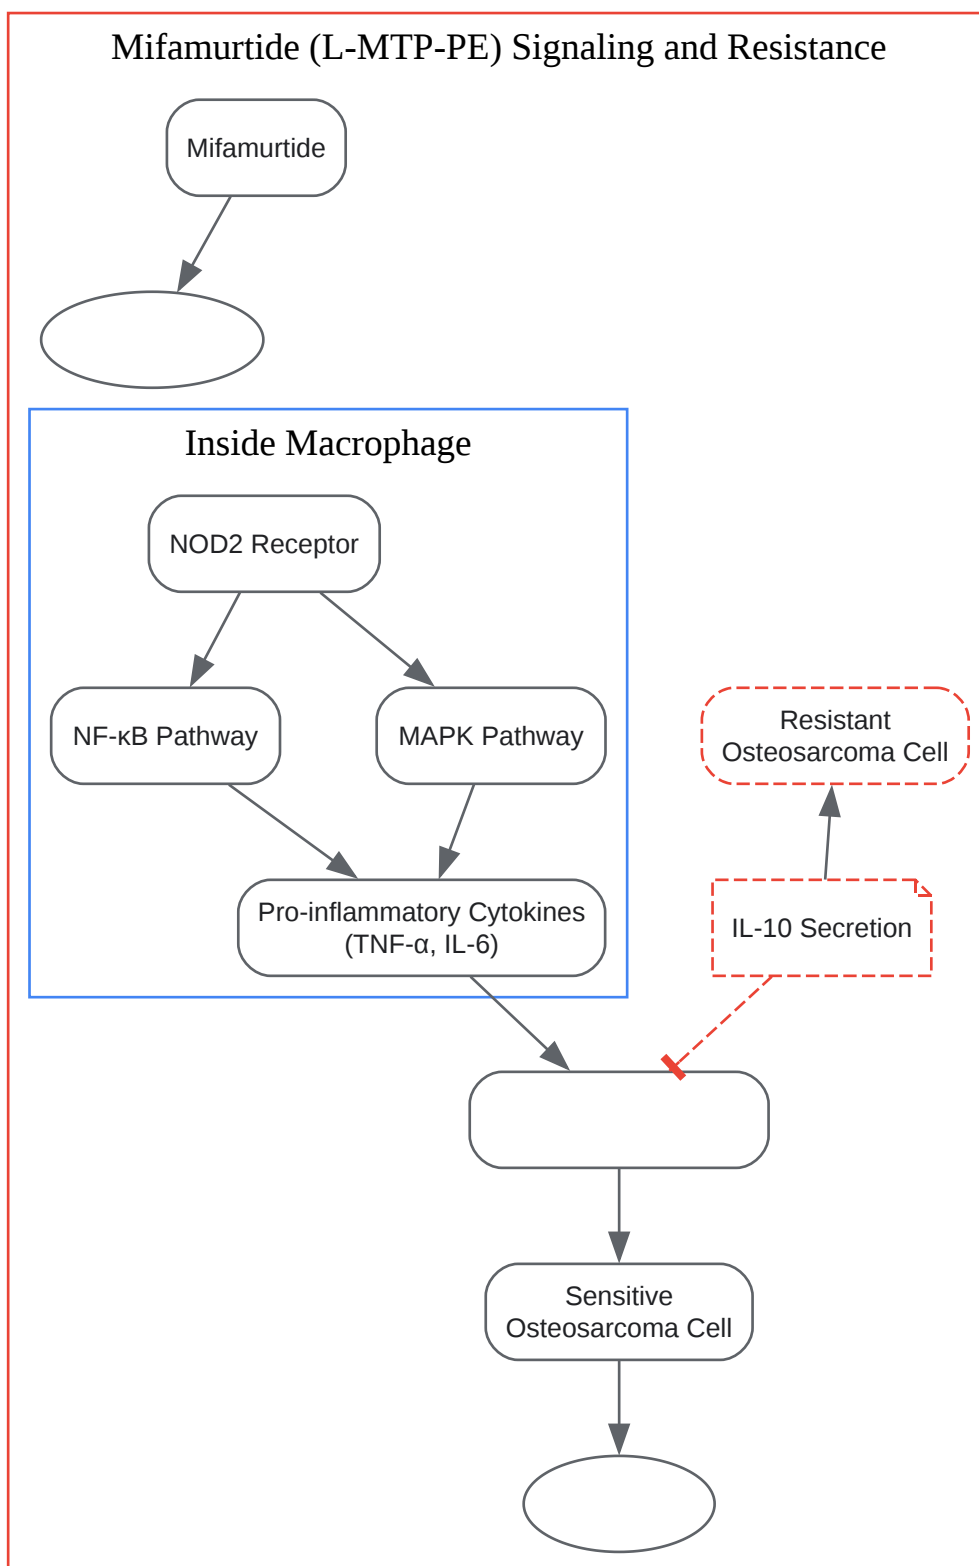 Mifamurtide (L-MTP-PE) Signaling and Resistance
Mifamurtide
Inside Macrophage
NOD2 Receptor
NF-κB Pathway
MAPK Pathway
Resistant
Osteosarcoma Cell
Pro-inflammatory Cytokines
(TNF-α, IL-6)
IL-10 Secretion
Sensitive
Osteosarcoma Cell